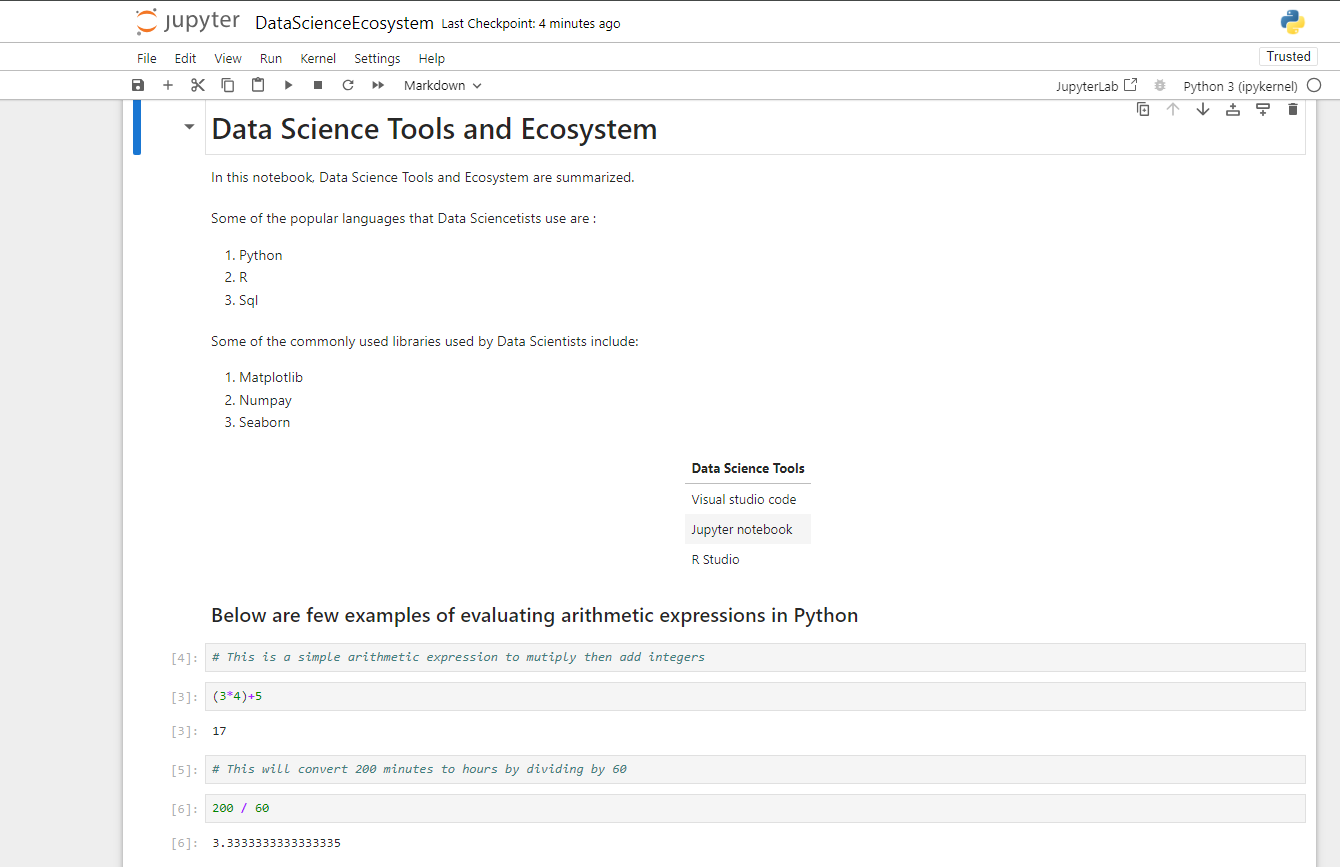 jupyter DataScienceEcosystem Last Checkpoint: 4 minutes ago
File Edit View Run Kernel Settings Help Trusted
Markdown JupyterLab Python 3 (ipykernel)
Data Science Tools and Ecosystem
In this notebook, Data Science Tools and Ecosystem are summarized.
Some of the popular languages that Data Sciencetists use are :
1. Python
2. R
3. Sql
Some of the commonly used libraries used by Data Scientists include:
1. Matplotlib
2. Numpay
3. Seaborn
Data Science Tools
Visual studio code
Jupyter notebook
R Studio
Below are few examples of evaluating arithmetic expressions in Python
[4]: # This is a simple arithmetic expression to mutiply then add integers
[3]: (3*4)+5
[3]: 17
[5]: # This will convert 200 minutes to hours by dividing by 60
[6]: 200 / 60
[6]: 3.3333333333333335